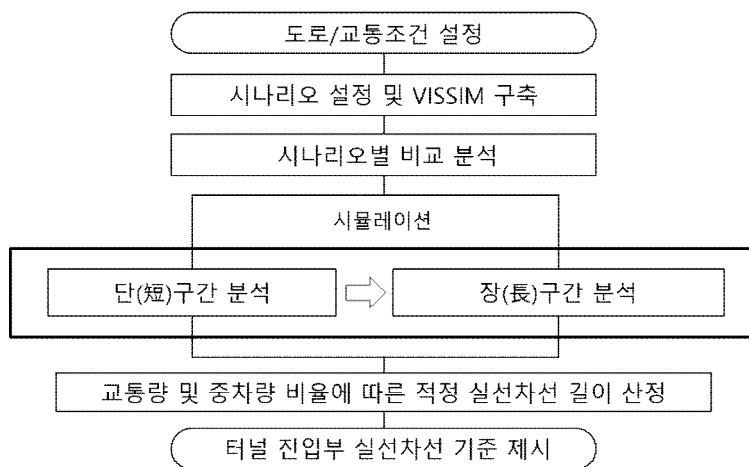 도로/교통조건 설정
시나리오 설정 및 VISSIM 구축
시나리오별 비교 분석
시뮬레이션
단(短)구간 분석
장(長)구간 분석
교통량 및 중차량 비율에 따른 적정 실선차선 길이 산정
터널 진입부 실선차선 기준 제시